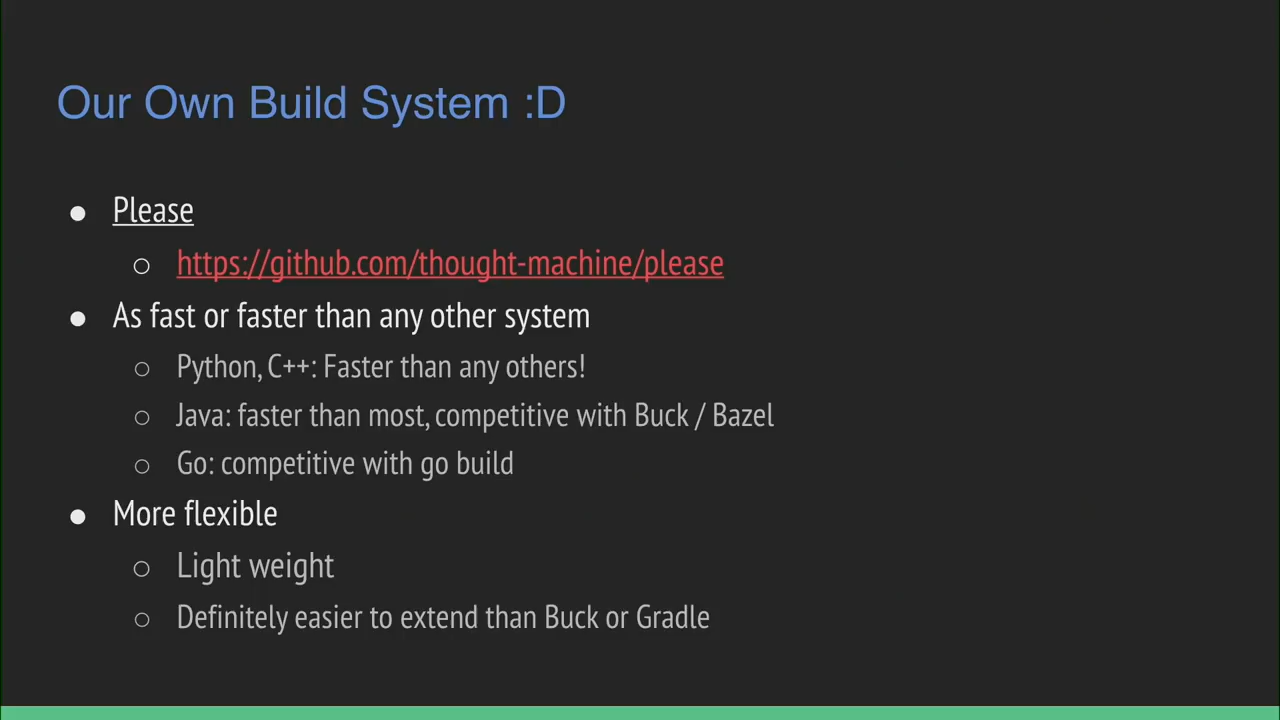 Our Own Build System :D
● Please
○ https://github.com/thought-machine/please
● As fast or faster than any other system
○ Python, C++: Faster than any others!
○ Java: faster than most, competitive with Buck / Bazel
○ Go: competitive with go build
● More flexible
○ Light weight
○ Definitely easier to extend than Buck or Gradle